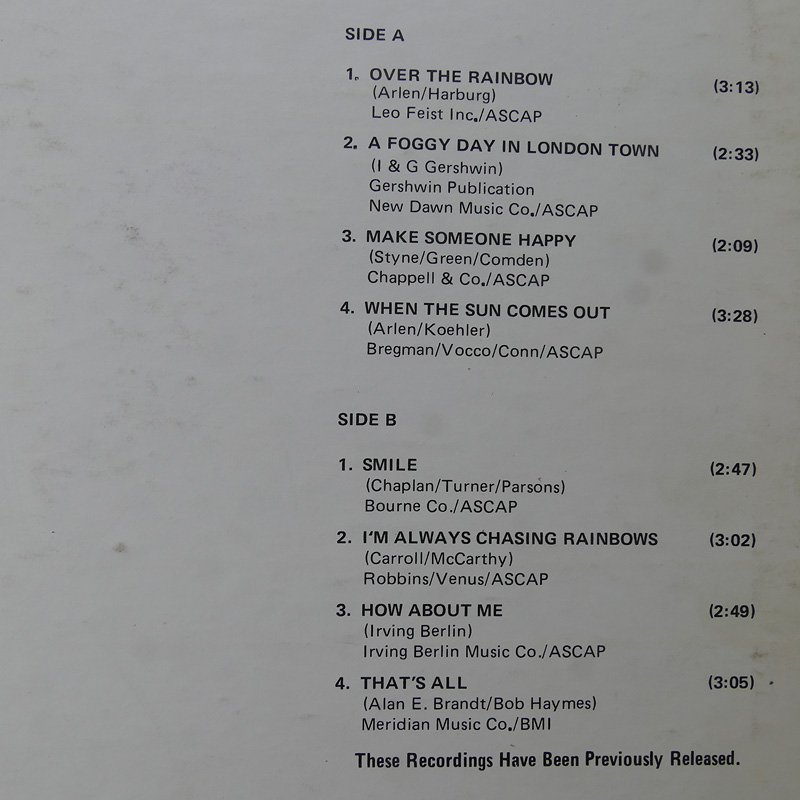 SIDE A
1. OVER THE RAINBOW (3:13)
(Arlen/Harburg)
Leo Feist Inc./ASCAP
2. A FOGGY DAY IN LONDON TOWN (2:33)
(I & G Gershwin)
Gershwin Publication
New Dawn Music Co./ASCAP
3. MAKE SOMEONE HAPPY (2:09)
(Styne/Green/Comden)
Chappell & Co./ASCAP
4. WHEN THE SUN COMES OUT (3:28)
(Arlen/Koehler)
Bregman/Vocco/Conn/ASCAP
SIDE B
1. SMILE (2:47)
(Chaplan/Turner/Parsons)
Bourne Co./ASCAP
2. I'M ALWAYS CHASING RAINBOWS (3:02)
(Carroll/McCarthy)
Robbins/Venus/ASCAP
3. HOW ABOUT ME (2:49)
(Irving Berlin)
Irving Berlin Music Co./ASCAP
4. THAT'S ALL (3:05)
(Alan E. Brandt/Bob Haymes)
Meridian Music Co./BMI
These Recordings Have Been Previously Released.